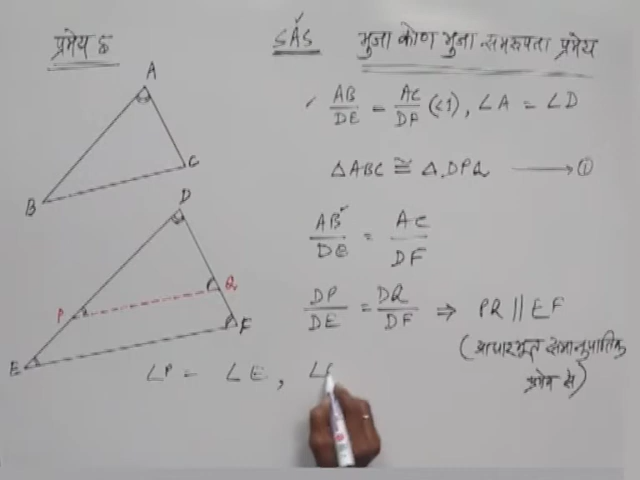 प्रमेय 6
SAS भुजा कोण भुजा समरूपता प्रमेय
AB/DE = AC/DF (<1), ∠A = ∠D
△ABC ≅ △DPQ ⟶ ①
AB/DE = AC/DF
DP/DE = DQ/DF ⇒ PQ || EF
(आधारभूत समानुपातिक
प्रमेय से)
∠P = ∠E, ∠
A
B
C
D
P
Q
E
F